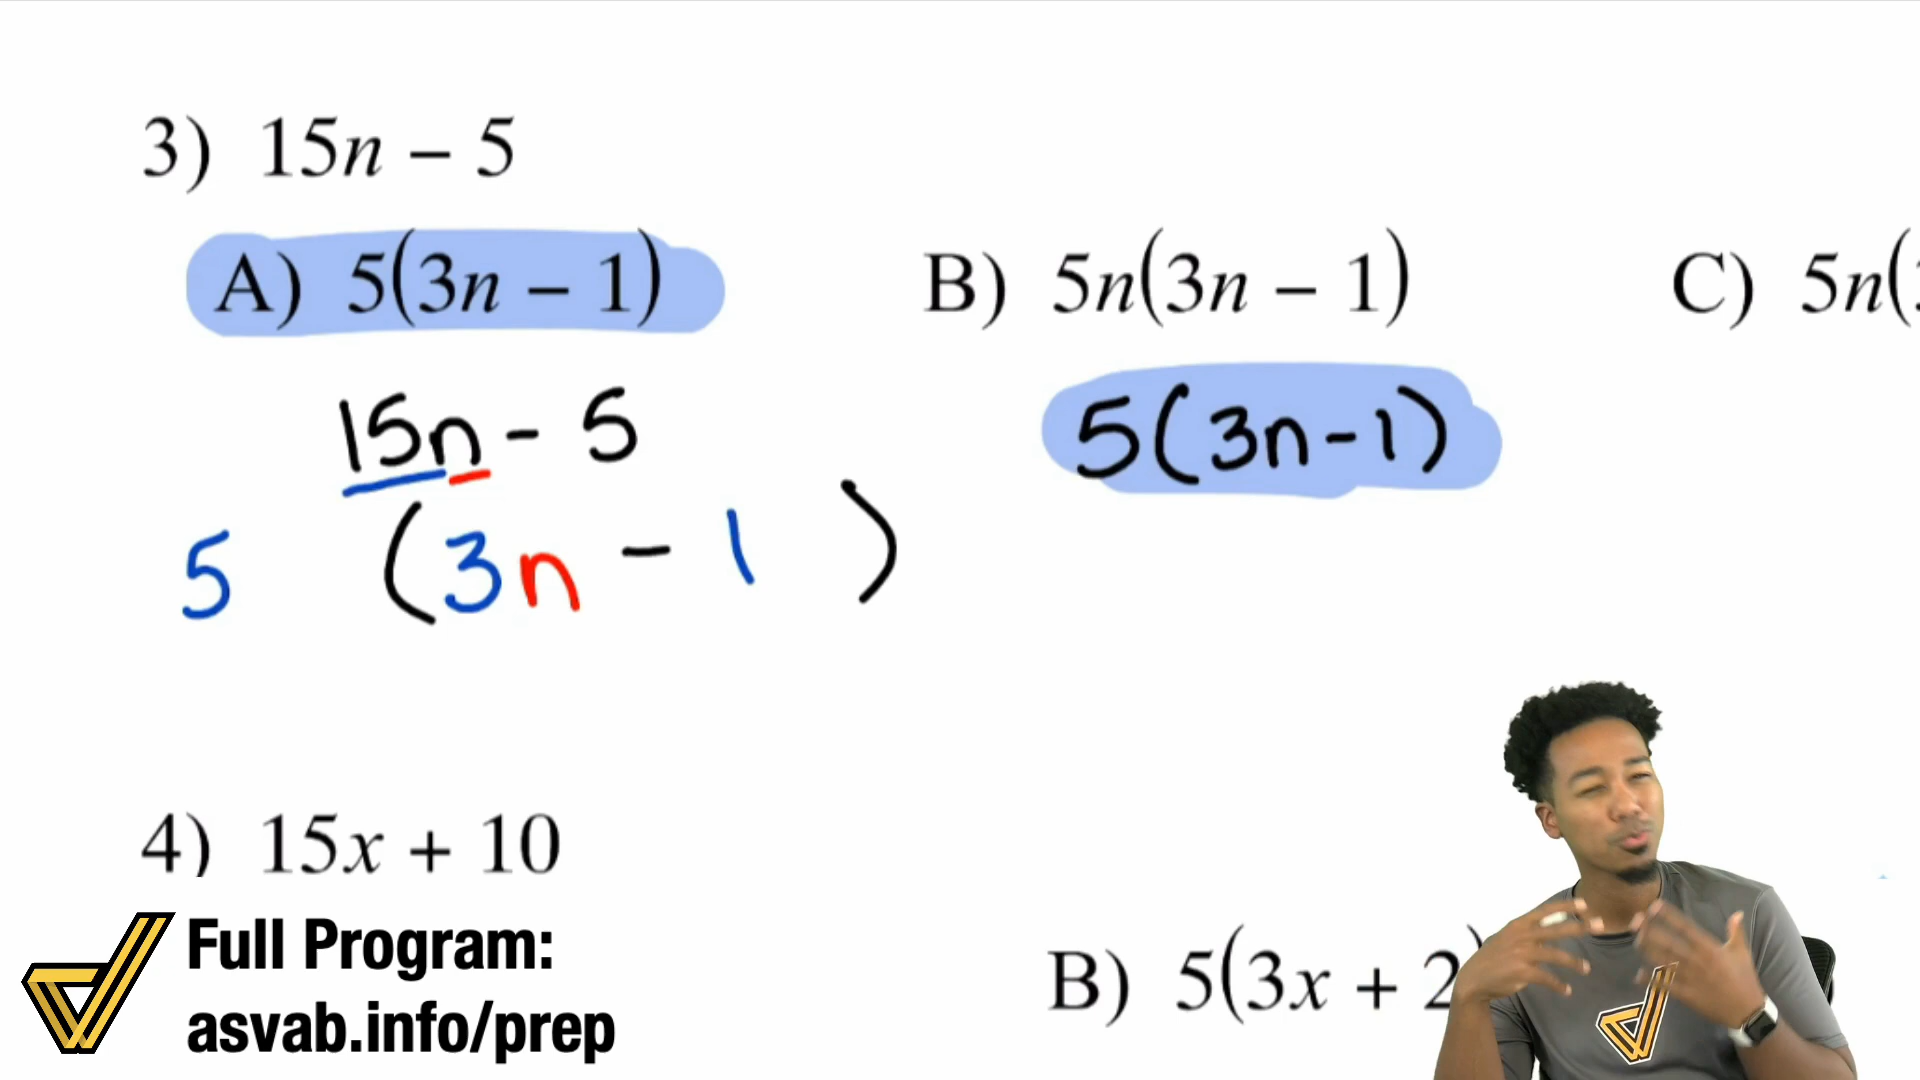 3) 15n – 5
A) 5(3n – 1)
B) 5n(3n – 1)
C) 5n(
15n - 5
5(3n-1)
5 (3n - 1 )
4) 15x + 10
B) 5(3x + 2
Full Program:
asvab.info/prep